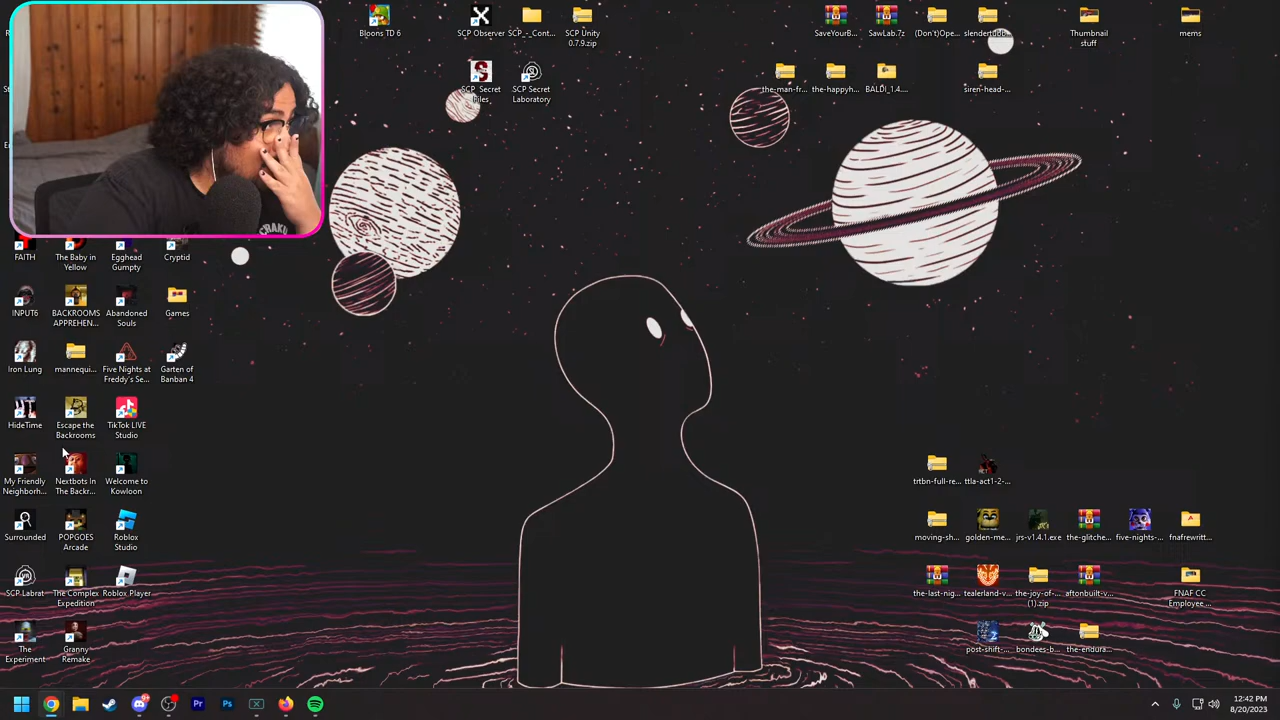 Bloons TD 6
SCP Observer
SCP_-_Cont...
SCP Unity
0.7.9.zip
SaveYourB...
SawLab.7z
(Don't)Ope...
slendertudb...
Thumbnail
stuff
mems
SCP_Secret
Files
SCP Secret
Laboratory
the-man-fr...
the-happyh...
BALDI_1.4....
siren-head-...
FAITH
The Baby in
Yellow
Egghead
Gumpty
Cryptid
INPUT6
BACKROOMS
APPREHEN...
Abandoned
Souls
Games
Iron Lung
mannequi...
Five Nights at
Freddy's Se...
Garten of
Banban 4
HideTime
Escape the
Backrooms
TikTok LIVE
Studio
My Friendly
Neighborh...
Nextbots In
The Backr...
Welcome to
Kowloon
trtbn-full-re...
ttla-act1-2-...
Surrounded
POPGOES
Arcade
Roblox
Studio
moving-sh...
golden-me...
jrs-v1.4.1.exe
the-glitche...
five-nights-...
fnafrewritt...
SCP-Labrat
The Complex
Expedition
Roblox Player
the-last-nig...
tealerland-v...
the-joy-of-...
(1).zip
aftonbuilt-v...
FNAF CC
Employee ...
The
Experiment
Granny
Remake
post-shift-...
bondees-b...
the-endura...
12:42 PM
8/20/2023